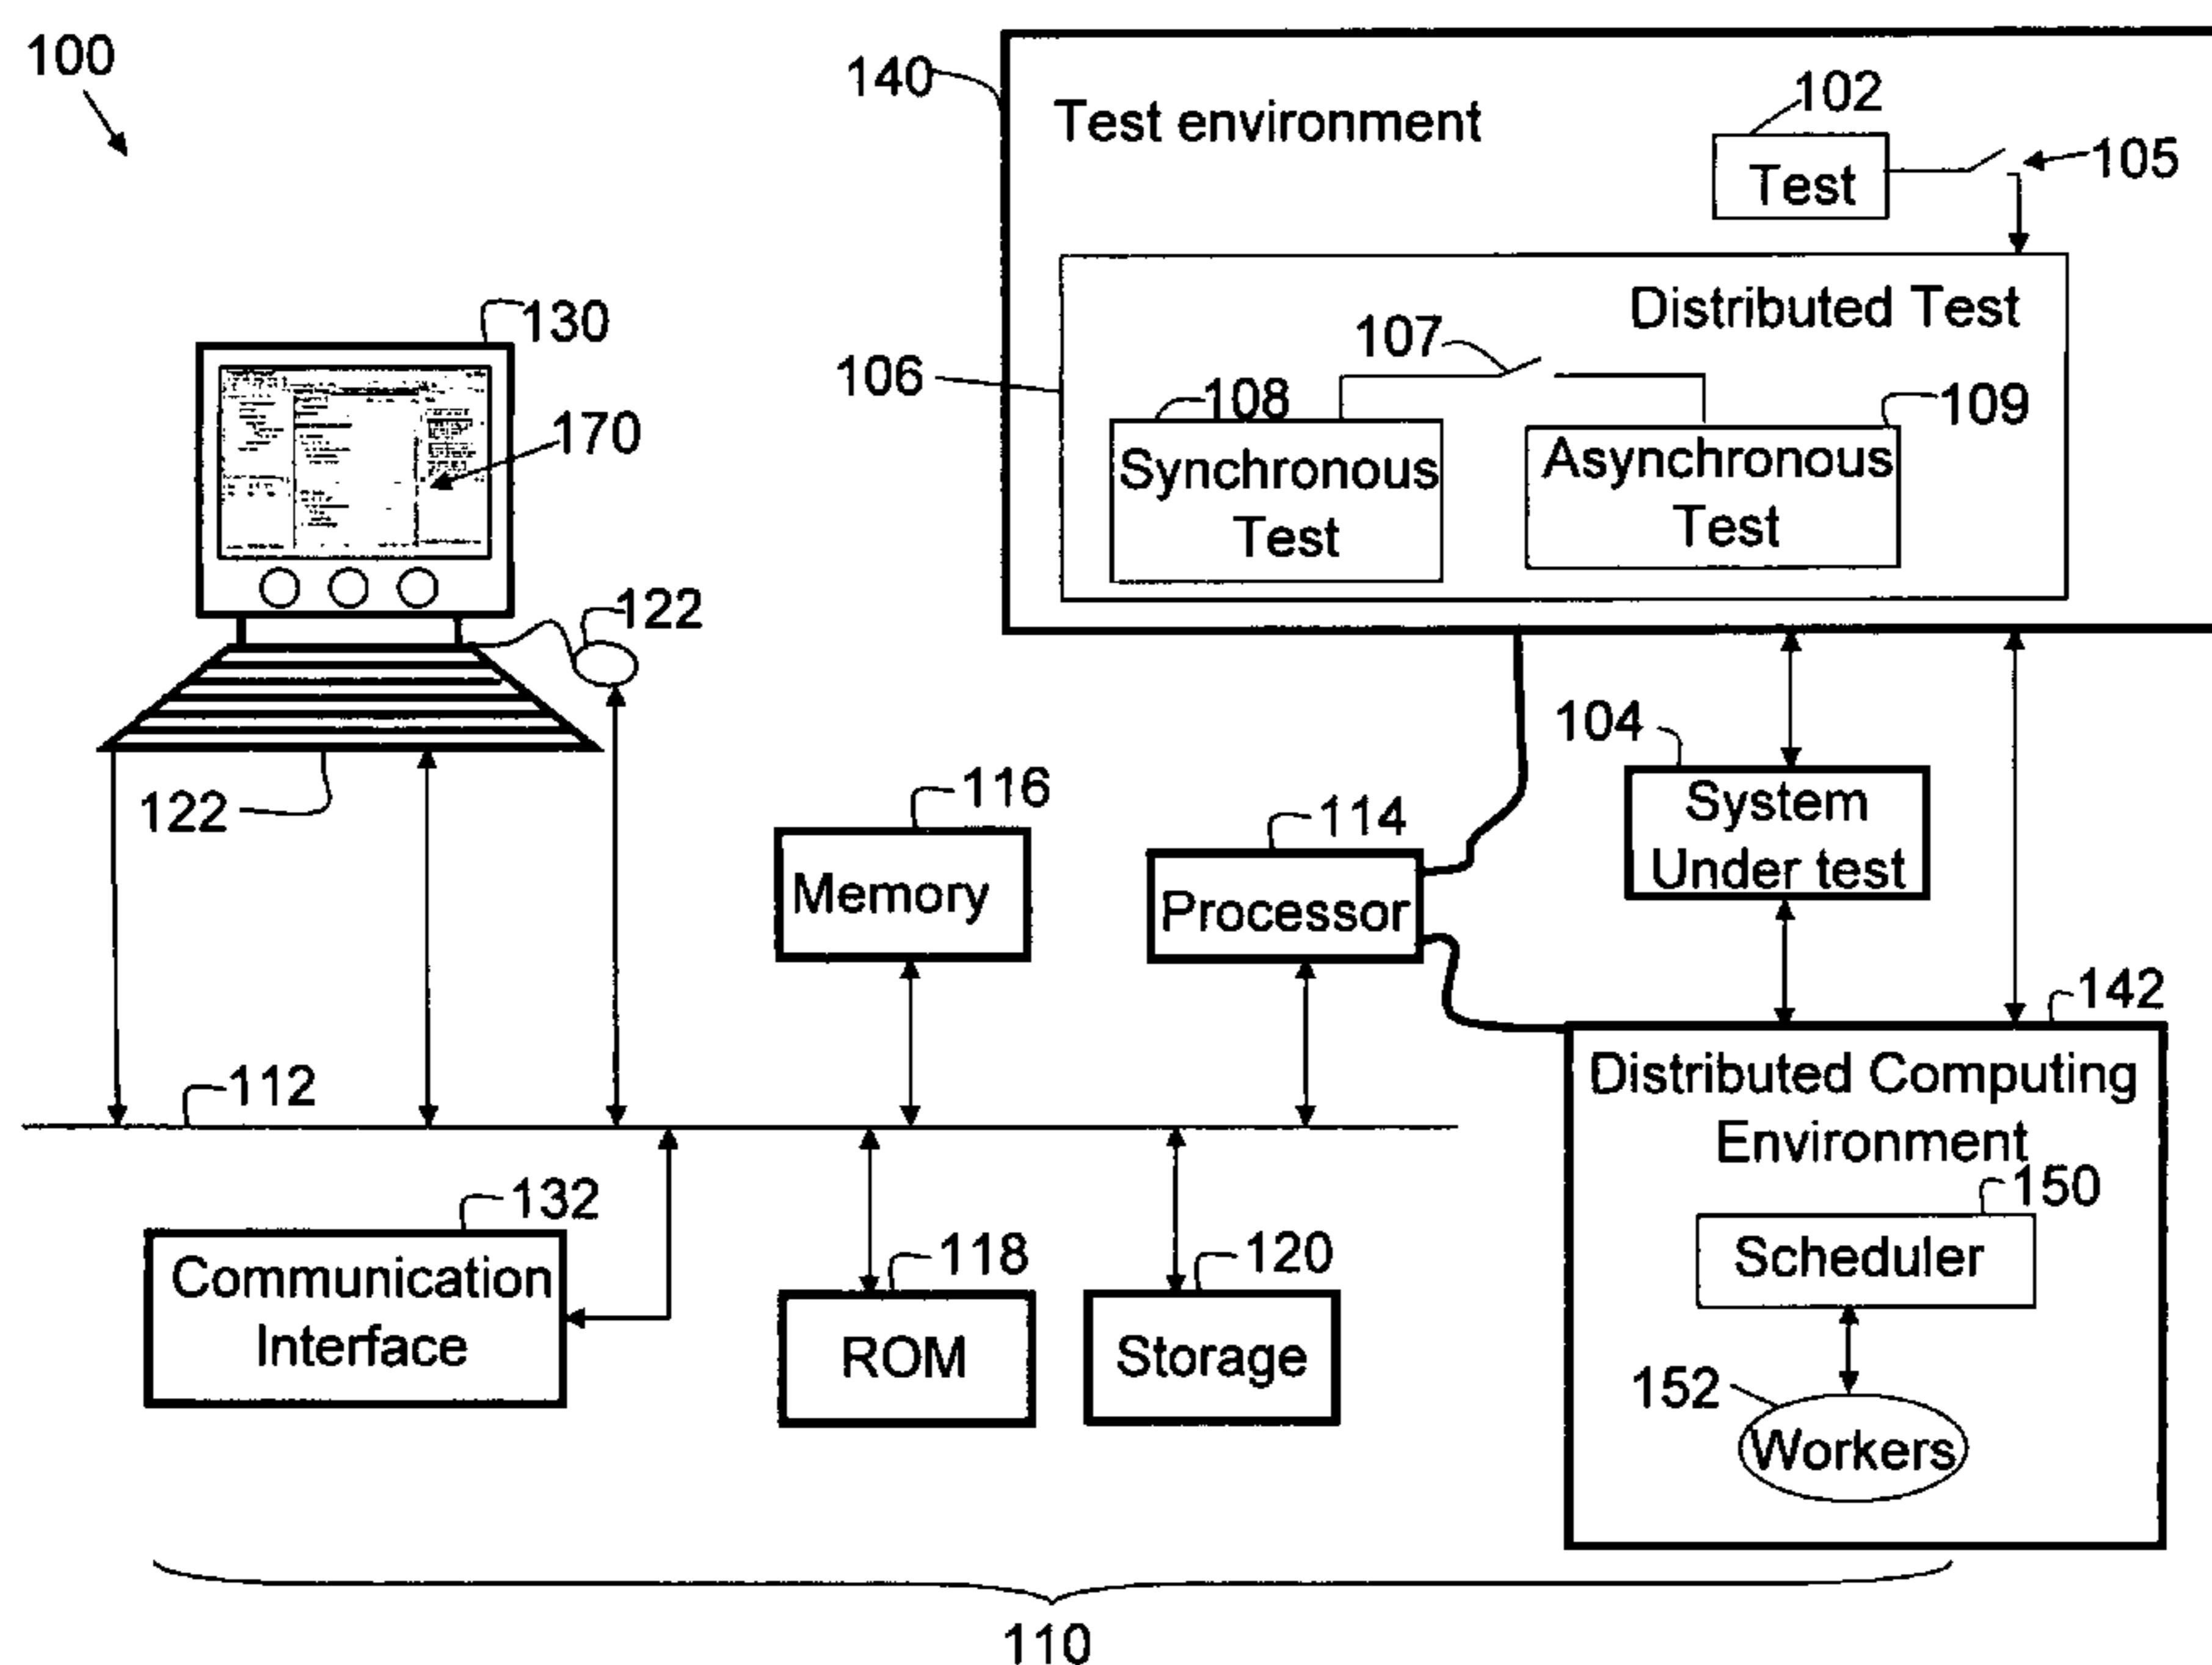 100
140
Test environment
102
Test
105
Distributed Test
106
107
108
Synchronous
Test
109
Asynchronous
Test
130
170
122
122
104
System
Under test
116
Memory
114
Processor
142
Distributed Computing
Environment
150
Scheduler
152
Workers
112
132
Communication
Interface
118
ROM
120
Storage
110